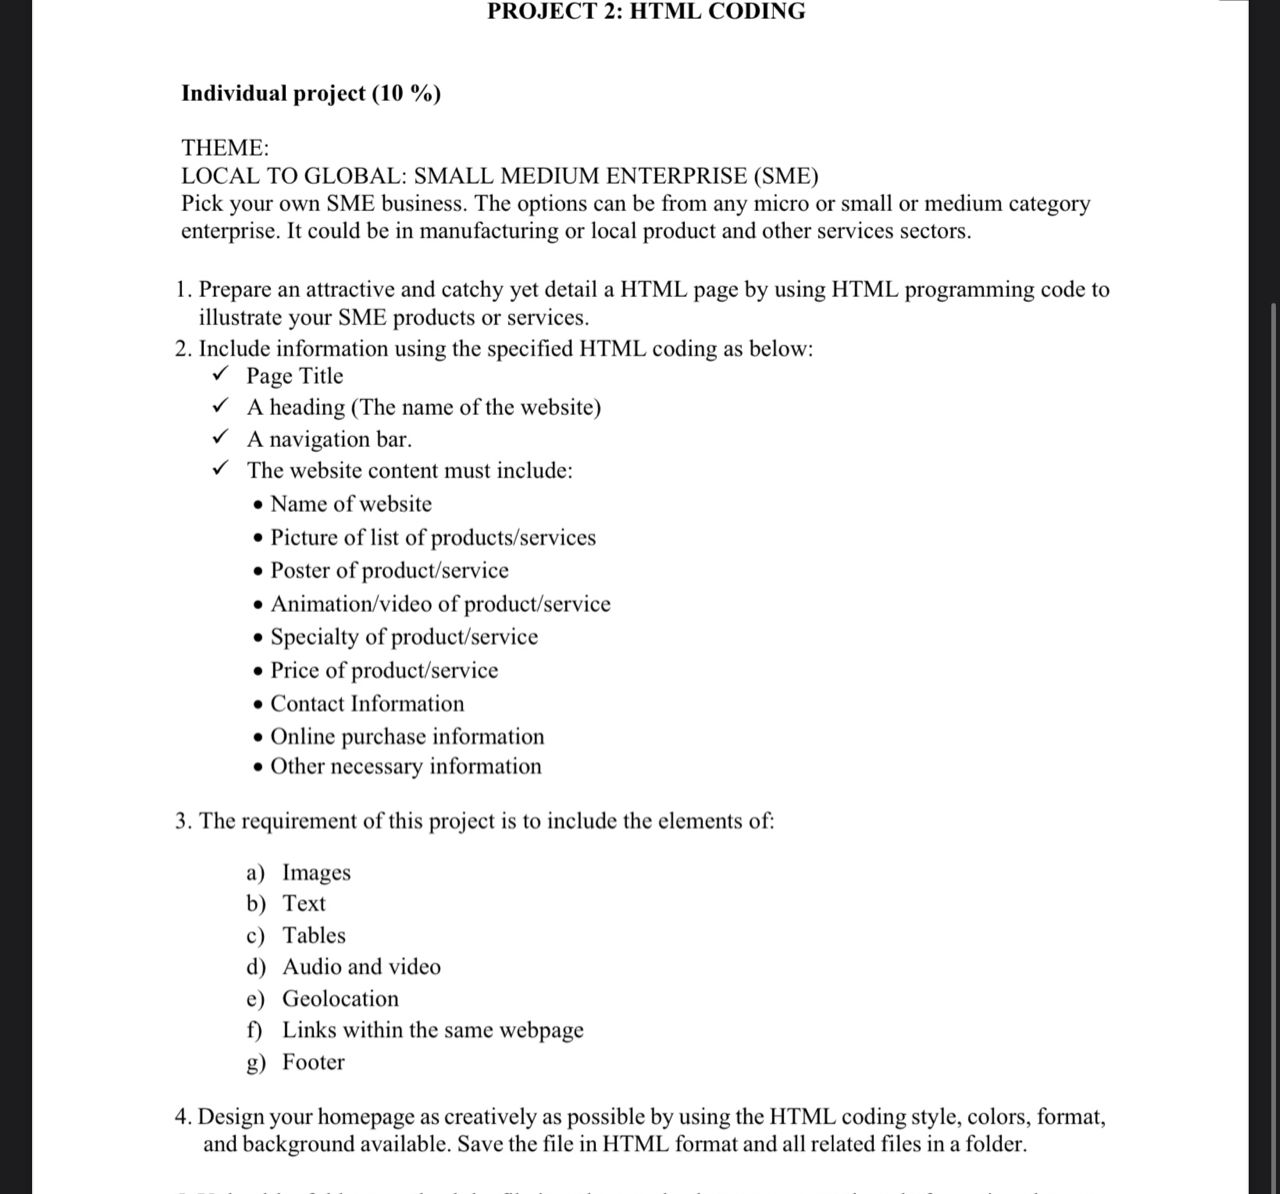 PROJECT 2: HTML CODING
Individual project (10 %)
THEME:
LOCAL TO GLOBAL: SMALL MEDIUM ENTERPRISE (SME)
Pick your own SME business. The options can be from any micro or small or medium category
enterprise. It could be in manufacturing or local product and other services sectors.
1. Prepare an attractive and catchy yet detail a HTML page by using HTML programming code to
illustrate your SME products or services.
2. Include information using the specified HTML coding as below:
✓ Page Title
✓ A heading (The name of the website)
✓ A navigation bar.
✓ The website content must include:
• Name of website
• Picture of list of products/services
• Poster of product/service
• Animation/video of product/service
• Specialty of product/service
• Price of product/service
• Contact Information
• Online purchase information
• Other necessary information
3. The requirement of this project is to include the elements of:
a) Images
b) Text
c) Tables
d) Audio and video
e) Geolocation
f) Links within the same webpage
g) Footer
4. Design your homepage as creatively as possible by using the HTML coding style, colors, format,
and background available. Save the file in HTML format and all related files in a folder.